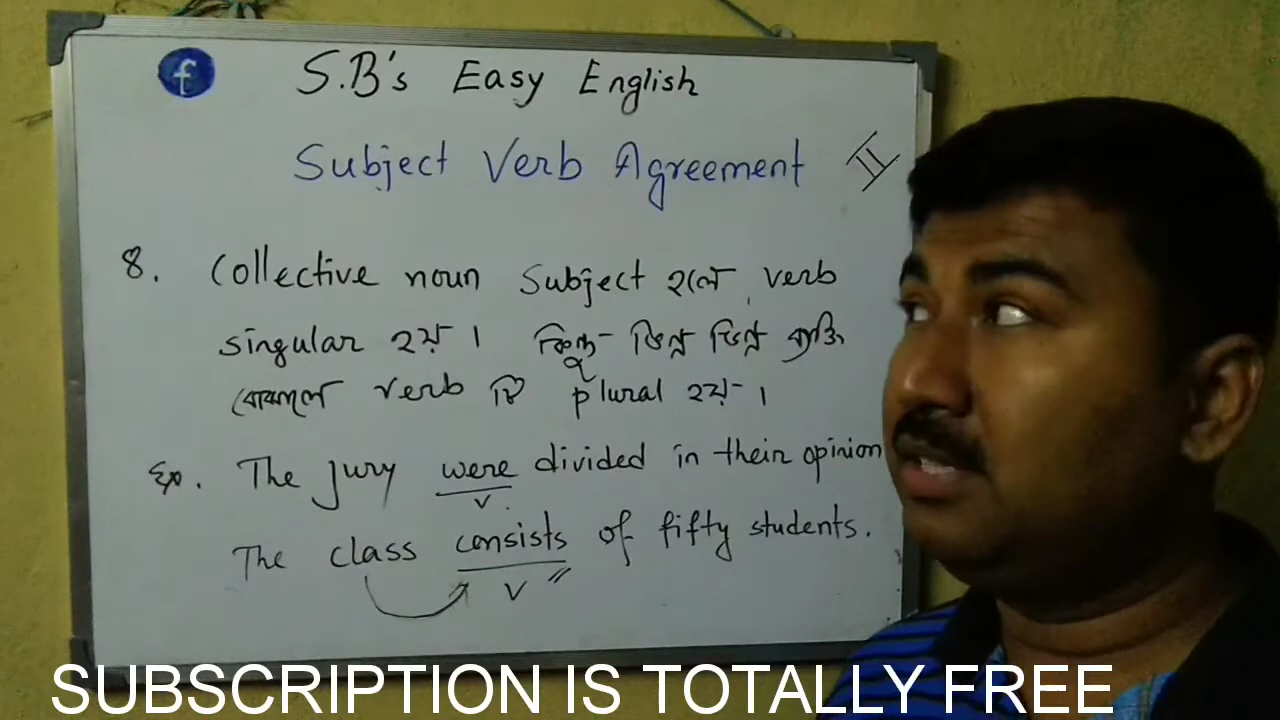 f S.B's Easy English
Subject Verb Agreement II
8. Collective noun Subject হলে, verb
singular হয়। কিন্তু ভিন্ন ভিন্ন ব্যক্তি
বোঝালে verb টি plural হয়।
Ex. The jury were divided in their opinion
v
The class consists of fifty students.
v
SUBSCRIPTION IS TOTALLY FREE